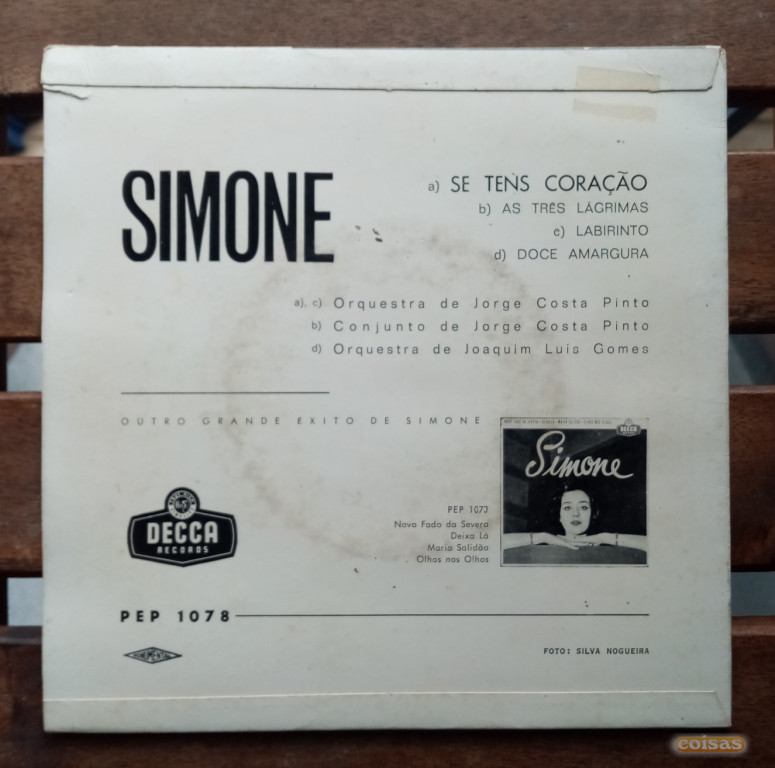 SIMONE
a) SE TENS CORAÇÃO
b) AS TRÊS LÁGRIMAS
c) LABIRINTO
d) DOCE AMARGURA
a), c) Orquestra de Jorge Costa Pinto
b) Conjunto de Jorge Costa Pinto
d) Orquestra de Joaquim Luis Gomes
OUTRO GRANDE EXITO DE SIMONE
DECCA
Simone
PEP 1073
Novo Fado da Severa
Deixa Lá
Maria Solidão
Olhos nos Olhos
45
DECCA
RECORDS
PEP 1078
FOTO: SILVA NOGUEIRA
coisas